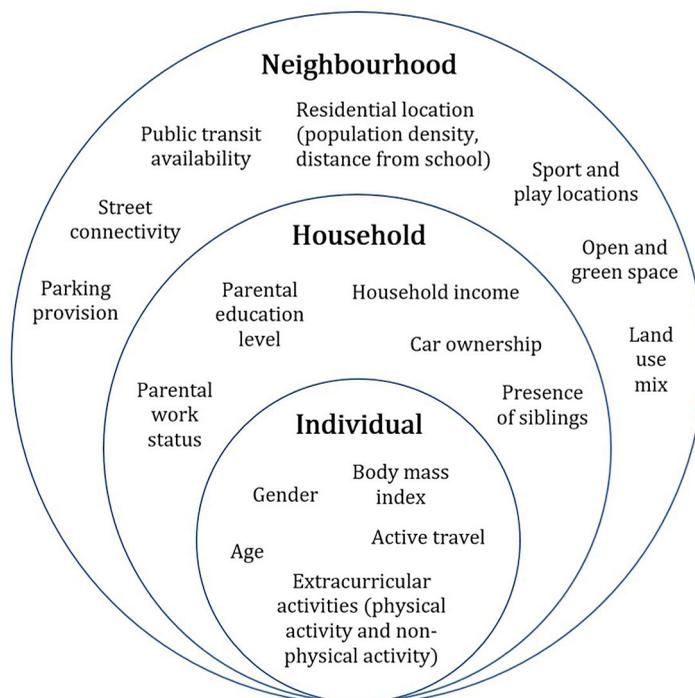 Neighbourhood
Residential location
(population density,
distance from school)
Public transit
availability
Sport and
play locations
Street
connectivity
Open and
green space
Parking
provision
Land
use
mix
Household
Parental
education
level
Household income
Car ownership
Parental
work
status
Presence
of siblings
Individual
Body mass
index
Gender
Active travel
Age
Extracurricular
activities (physical
activity and non-
physical activity)